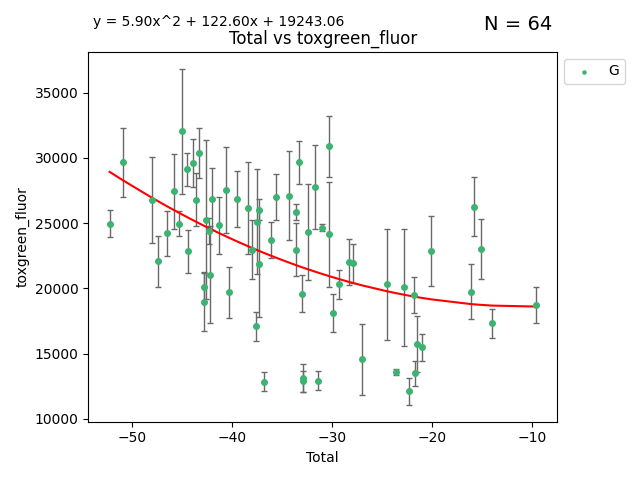 y = 5.90x^2 + 122.60x + 19243.06
N = 64
Total vs toxgreen_fluor
G
toxgreen_fluor
35000
30000
25000
20000
15000
10000
−50
−40
−30
−20
−10
Total